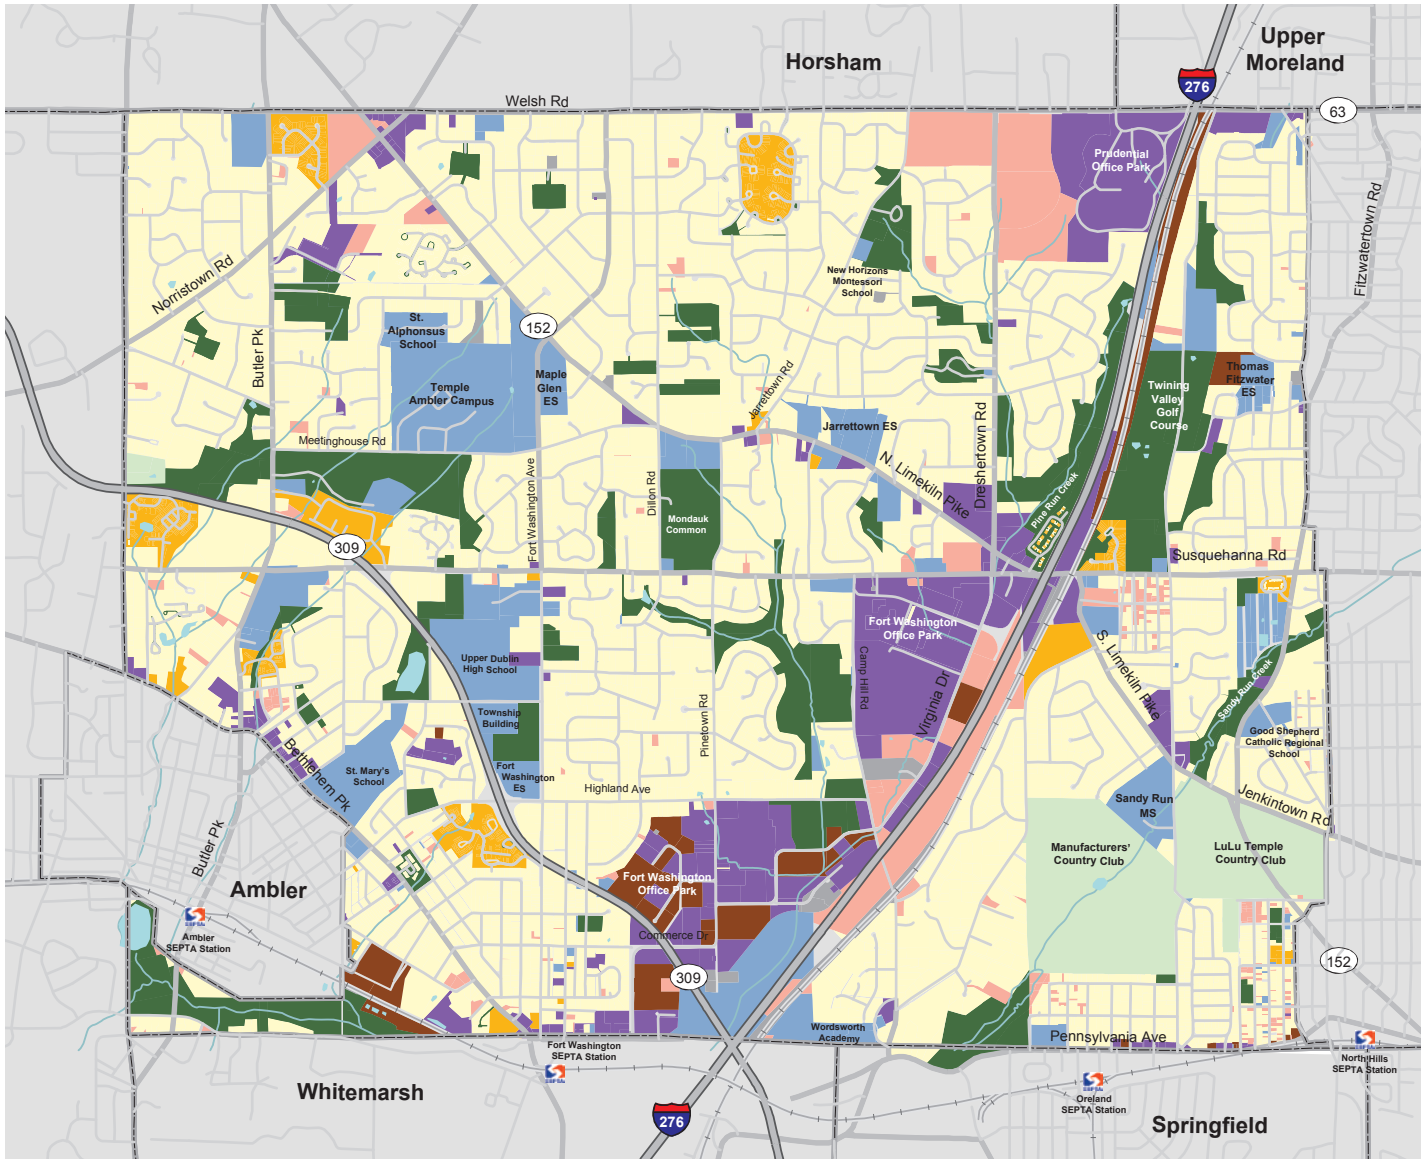 Upper
Moreland
Horsham
276
Welsh Rd
63
Prudential
Office Park
Fitzwatertown Rd
Norristown Rd
New Horizons
Montessori
School
St.
Alphonsus
School
152
Butler Pk
Temple
Ambler Campus
Maple
Glen
ES
Jarrettown Rd
Twining
Valley
Golf
Course
Thomas
Fitzwater
ES
Meetinghouse Rd
Jarrettown ES
Dreshertown Rd
N. Limekiln Pike
Fort Washington Ave
Dillon Rd
Mondauk
Common
Pine Run Creek
309
Susquehanna Rd
Fort Washington
Office Park
S. Limekiln Pike
Upper Dublin
High School
Camp Hill Rd
Sandy Run Creek
Township
Building
Pinetown Rd
Virginia Dr
Good Shepherd
Catholic Regional
School
Bethlehem Pk
St. Mary's
School
Fort
Washington
ES
Highland Ave
Sandy Run
MS
Jenkintown Rd
Butler Pk
Manufacturers'
Country Club
LuLu Temple
Country Club
Ambler
Fort Washington
Office Park
SEPTA
Ambler
SEPTA Station
Commerce Dr
309
152
Wordsworth
Academy
Pennsylvania Ave
Fort Washington
SEPTA Station
SEPTA
SEPTA
North Hills
SEPTA Station
SEPTA
Oreland
SEPTA Station
Whitemarsh
276
Springfield